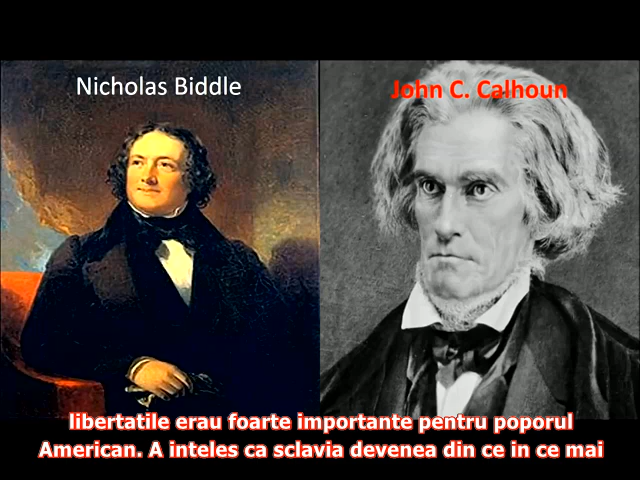 Nicholas Biddle
John C. Calhoun
libertatile erau foarte importante pentru poporul
American. A inteles ca sclavia devenea din ce in ce mai